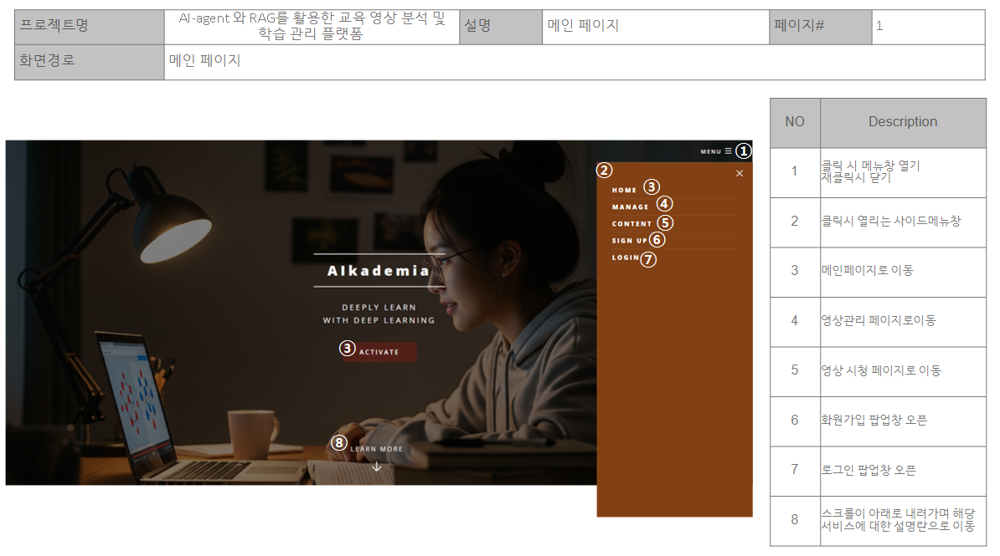 프로젝트명
AI-agent 와 RAG를 활용한 교육 영상 분석 및
학습 관리 플랫폼
설명
메인 페이지
페이지#
1
화면경로
메인 페이지
MENU ☰ ①
②
×
HOME ③
MANAGE ④
CONTENT ⑤
SIGN UP ⑥
LOGIN ⑦
AIkademia
DEEPLY LEARN
WITH DEEP LEARNING
③ ACTIVATE
⑧ LEARN MORE
NO Description
1 클릭 시 메뉴창 열기
재클릭시 닫기
2 클릭시 열리는 사이드메뉴창
3 메인페이지로 이동
4 영상관리 페이지로이동
5 영상 시청 페이지로 이동
6 회원가입 팝업창 오픈
7 로그인 팝업창 오픈
8 스크롤이 아래로 내려가며 해당
서비스에 대한 설명란으로 이동